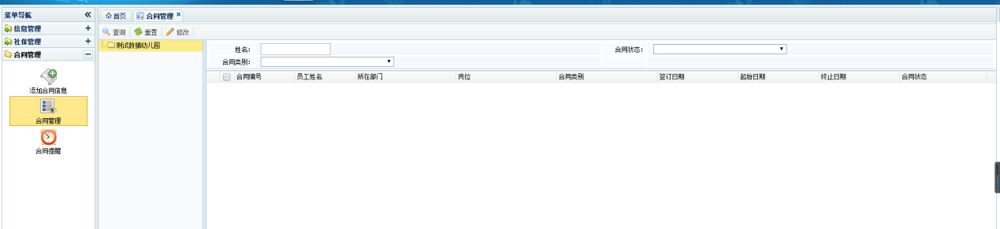 菜单导航
首页 合同管理
信息管理
查询 重置 修改
社保管理
测试数据幼儿园
合同管理
姓名:
合同状态:
合同类别:
合同编号 员工姓名 所在部门 岗位 合同类别 签订日期 起始日期 终止日期 合同状态
添加合同信息
合同管理
合同提醒